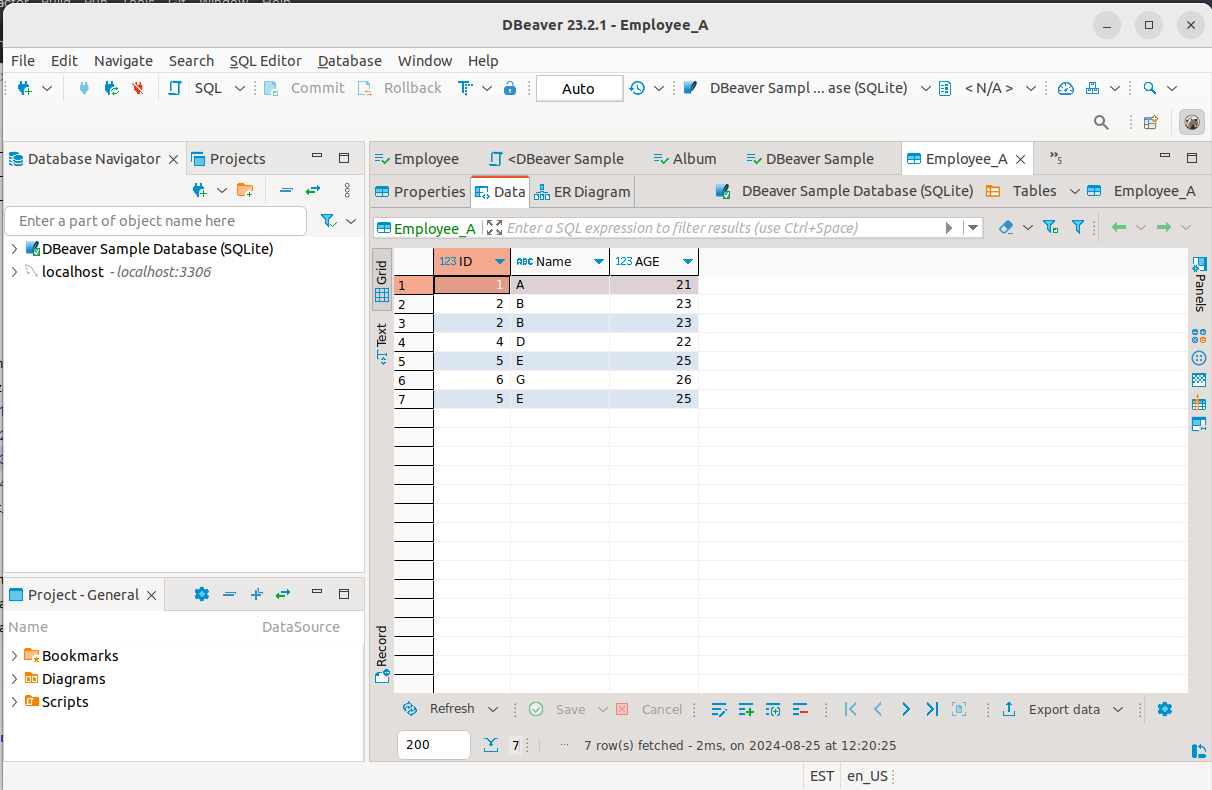 DBeaver 23.2.1 - Employee_A
File Edit Navigate Search SQL Editor Database Window Help
SQL Commit Rollback Auto DBeaver Sampl ... ase (SQLite) < N/A >
Database Navigator Projects
Enter a part of object name here
DBeaver Sample Database (SQLite)
localhost - localhost:3306
Project - General
Name DataSource
Bookmarks
Diagrams
Scripts
Employee <DBeaver Sample Album DBeaver Sample Employee_A »5
Properties Data ER Diagram DBeaver Sample Database (SQLite) Tables Employee_A
Employee_A Enter a SQL expression to filter results (use Ctrl+Space)
Grid
Text
Record
123 ID ABC Name 123 AGE
1 1 A 21
2 2 B 23
3 2 B 23
4 4 D 22
5 5 E 25
6 6 G 26
7 5 E 25
Panels
Refresh Save Cancel Export data
200 7 ... 7 row(s) fetched - 2ms, on 2024-08-25 at 12:20:25
EST en_US